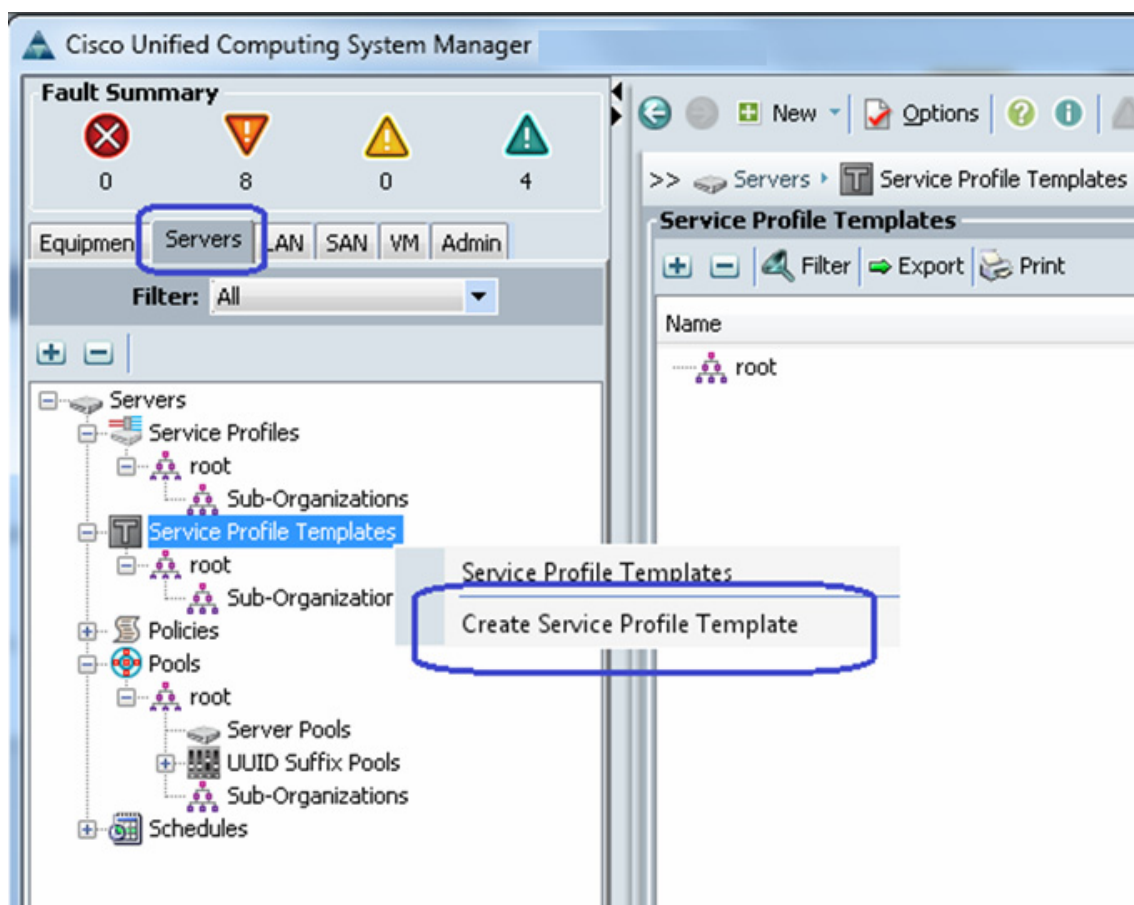 Cisco Unified Computing System Manager
Fault Summary
0 8 0 4
Equipmen Servers LAN SAN VM Admin
Filter: All
Servers
Service Profiles
root
Sub-Organizations
Service Profile Templates
root
Sub-Organization
Policies
Pools
root
Server Pools
UUID Suffix Pools
Sub-Organizations
Schedules
Service Profile Templates
Create Service Profile Template
New Options
>> Servers Service Profile Templates
Service Profile Templates
Filter Export Print
Name
root